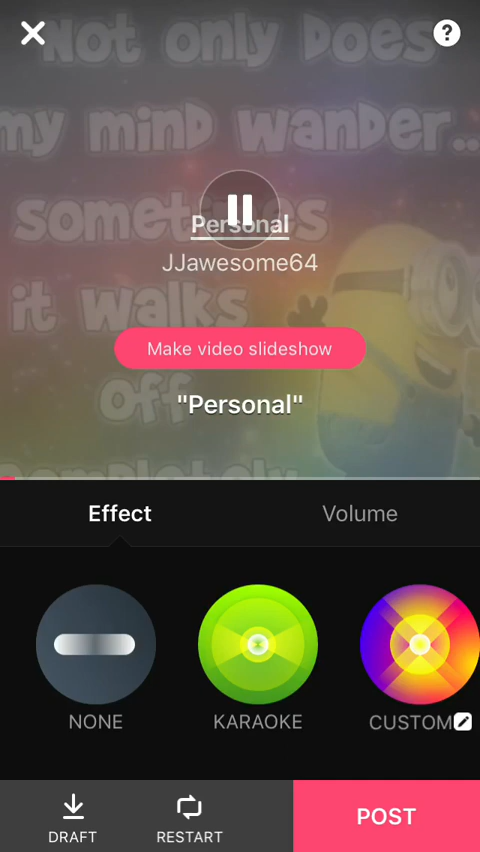 ?
Not only Does
my mind wander...
sometimes
Personal
JJawesome64
it walks
Make video slideshow
off
"Personal"
Completely
Effect
Volume
NONE
KARAOKE
CUSTOM
DRAFT
RESTART
POST